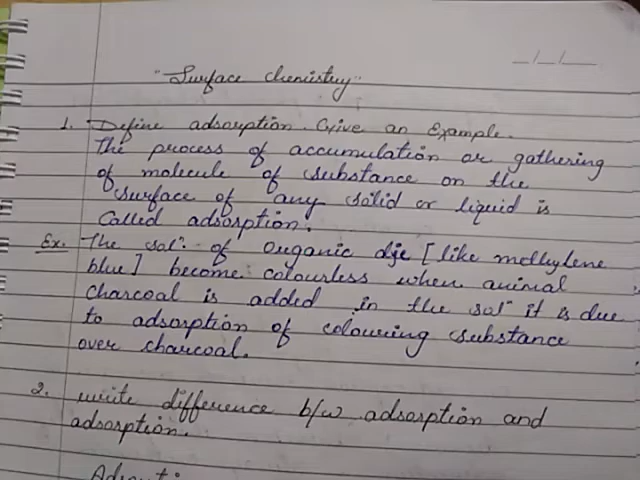 "Surface chemistry"
1. Define adsorption. Give an Example.
The process of accumulation or gathering
of molecule of substance on the
surface of any solid or liquid is
called adsorption.
Ex. The solⁿ. of organic dye [like methylene
blue] become colourless when animal
charcoal is added in the solⁿ it is due
to adsorption of colouring substance
over charcoal.
2. write difference b/w adsorption and
adsorption.